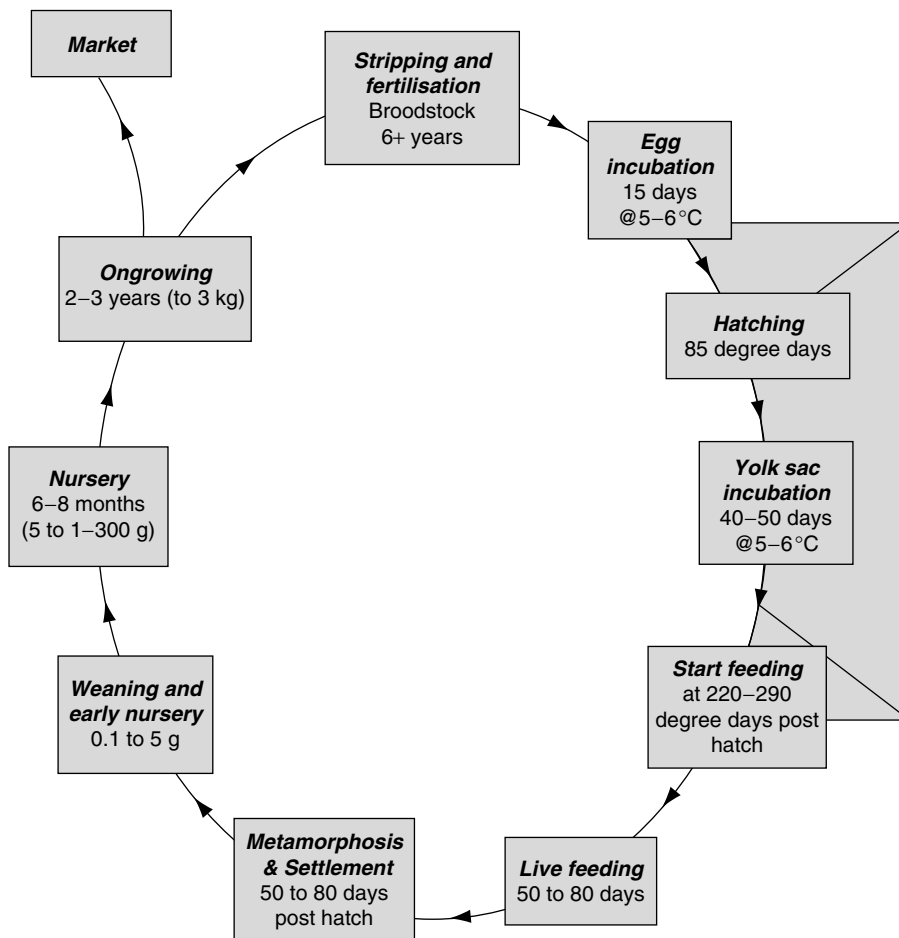 Market
Stripping and
fertilisation
Broodstock
6+ years
Egg
incubation
15 days
@5–6°C
Hatching
85 degree days
Yolk sac
incubation
40–50 days
@5–6°C
Start feeding
at 220–290
degree days post
hatch
Live feeding
50 to 80 days
Metamorphosis
& Settlement
50 to 80 days
post hatch
Weaning and
early nursery
0.1 to 5 g
Nursery
6–8 months
(5 to 1–300 g)
Ongrowing
2–3 years (to 3 kg)